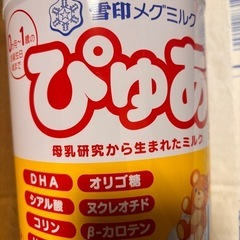 雪印メグミルク
0ヵ月〜1歳の
ぴゅあ
母乳研究から生まれたミルク
DHA
オリゴ糖
シアル酸
ヌクレオチド
コリン
β-カロテン